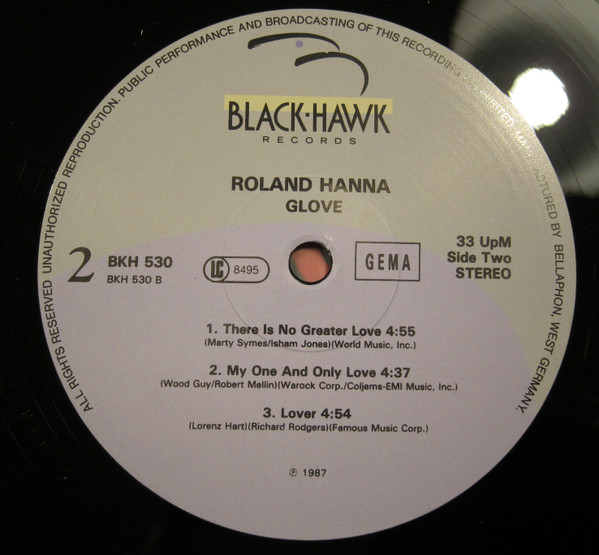 ALL RIGHTS RESERVED UNAUTHORIZED REPRODUCTION. PUBLIC PERFORMANCE AND BROADCASTING OF THIS RECORDING BY BELLAPHON, WEST GERMANY.
BLACK·HAWK
RECORDS
ROLAND HANNA
GLOVE
2
BKH 530
BKH 530 B
LC 8495
GEMA
33 UpM
Side Two
STEREO
1. There Is No Greater Love 4:55
(Marty Symes/Isham Jones)(World Music, Inc.)
2. My One And Only Love 4:37
(Wood Guy/Robert Mellin)(Warock Corp./Coljems-EMI Music, Inc.)
3. Lover 4:54
(Lorenz Hart)(Richard Rodgers)(Famous Music Corp.)
℗ 1987